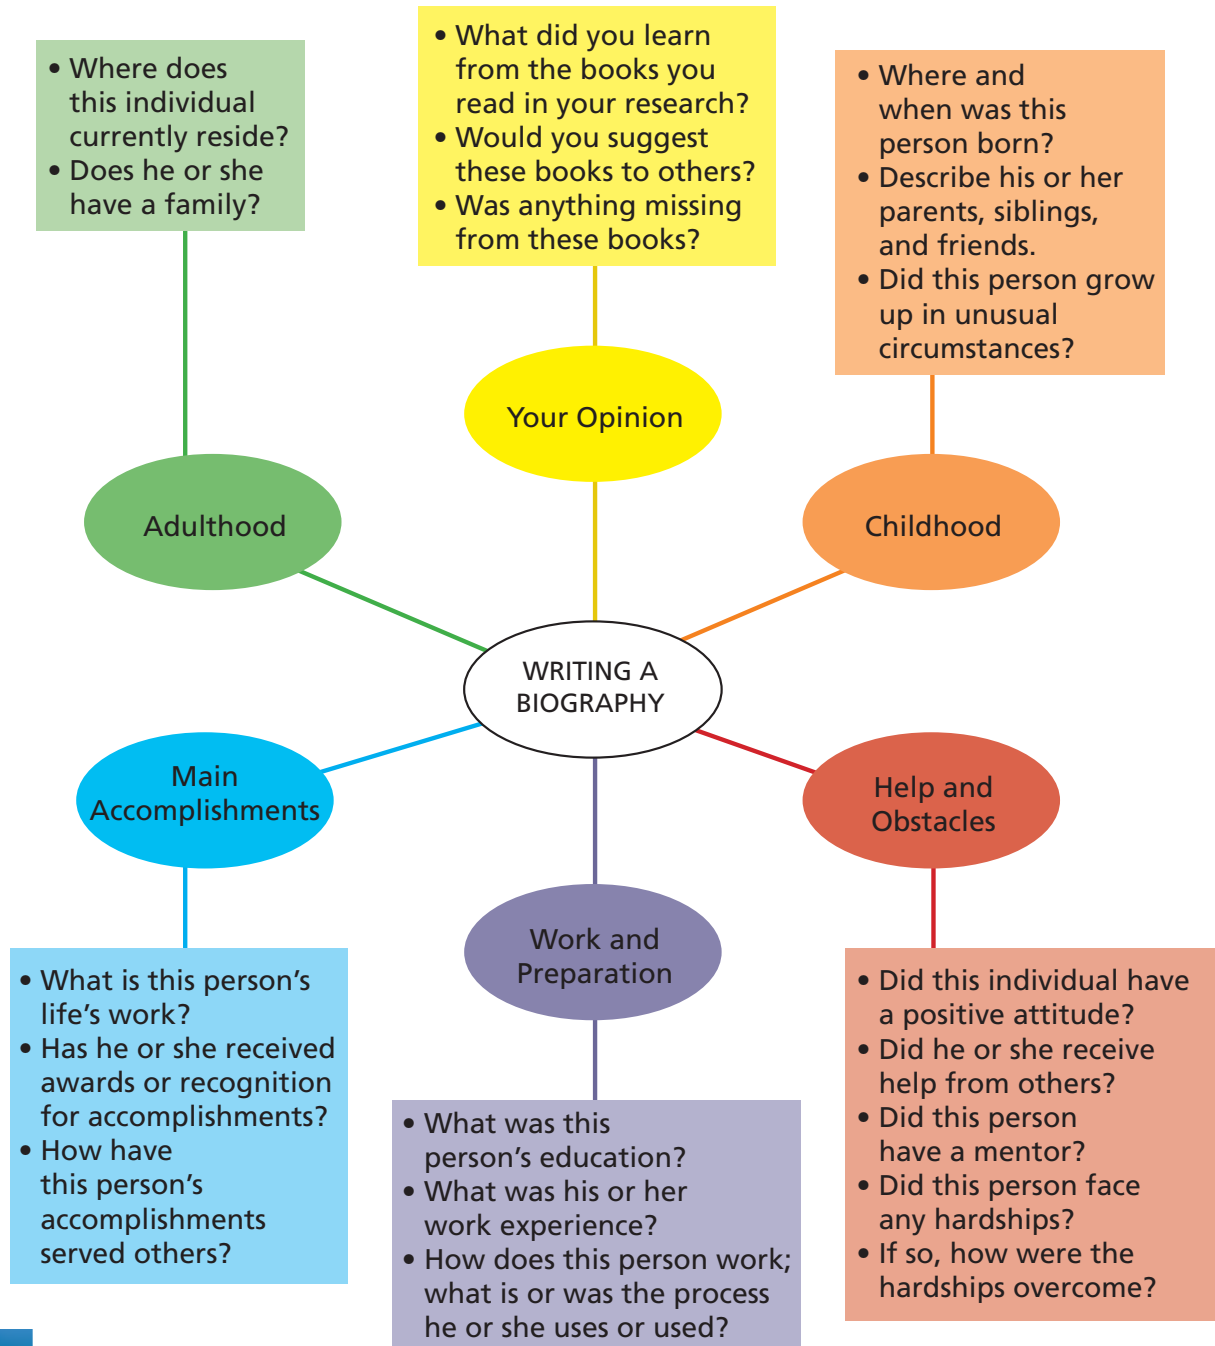 • Where does
this individual
currently reside?
• Does he or she
have a family?
• What did you learn
from the books you
read in your research?
• Would you suggest
these books to others?
• Was anything missing
from these books?
• Where and
when was this
person born?
• Describe his or her
parents, siblings,
and friends.
• Did this person grow
up in unusual
circumstances?
Your Opinion
Adulthood
Childhood
WRITING A
BIOGRAPHY
Main
Accomplishments
Help and
Obstacles
Work and
Preparation
• What is this person’s
life’s work?
• Has he or she received
awards or recognition
for accomplishments?
• How have
this person’s
accomplishments
served others?
• What was this
person’s education?
• What was his or her
work experience?
• How does this person work;
what is or was the process
he or she uses or used?
• Did this individual have
a positive attitude?
• Did he or she receive
help from others?
• Did this person
have a mentor?
• Did this person face
any hardships?
• If so, how were the
hardships overcome?